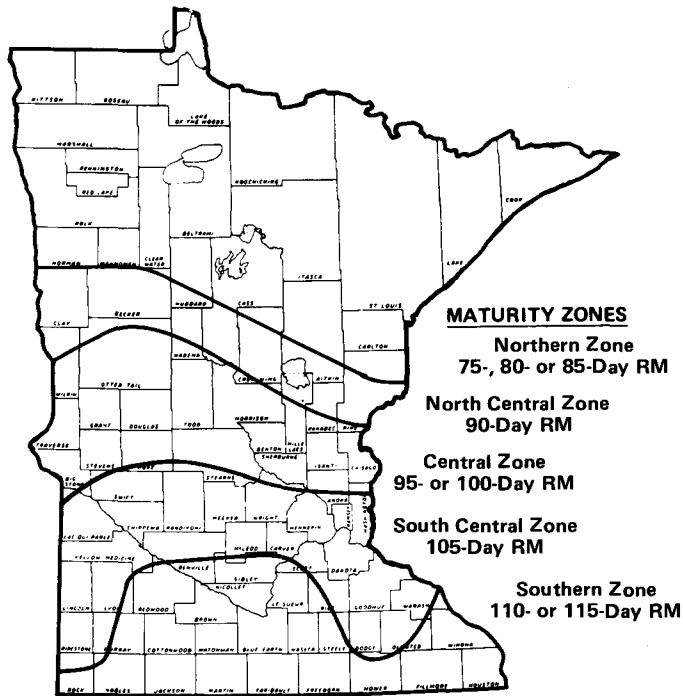 KITTSON
ROSEAU
LAKE
OF THE WOODS
MARSHALL
PENNINGTON
RED LAKE
KOOCHICHING
COOK
POLK
BELTRAMI
LAKE
NORMAN
MAHNOMEN
CLEAR
WATER
ITASCA
HUBBARD
CASS
ST LOUIS
BECKER
CLAY
CARLTON
WADENA
CROW WING
AITKIN
WILKIN
OTTER TAIL
MORRISON
KANABEC
PINE
GRANT
DOUGLAS
TODD
MILLE
LACS
TRAVERSE
BENTON
SHERBURNE
ISANTI
CHISAGO
STEVENS
POPE
STEARNS
BIG
STONE
SWIFT
ANOKA
MEEKER
WRIGHT
HENNEPIN
CHIPPEWA
KANDIYOHI
LAC QUI PARLE
MCLEOD
CARVER
YELLOW MEDICINE
RENVILLE
SCOTT
DAKOTA
SIBLEY
NICOLLET
LINCOLN
LYON
REDWOOD
LE SUEUR
RICE
GOODHUE
WABASHA
BROWN
PIPESTONE
MURRAY
COTTONWOOD
WATONWAN
BLUE EARTH
WASECA
STEELE
DODGE
OLMSTED
WINONA
ROCK
NOBLES
JACKSON
MARTIN
FARIBAULT
FREEBORN
MOWER
FILLMORE
HOUSTON
MATURITY ZONES
Northern Zone
75-, 80- or 85-Day RM
North Central Zone
90-Day RM
Central Zone
95- or 100-Day RM
South Central Zone
105-Day RM
Southern Zone
110- or 115-Day RM